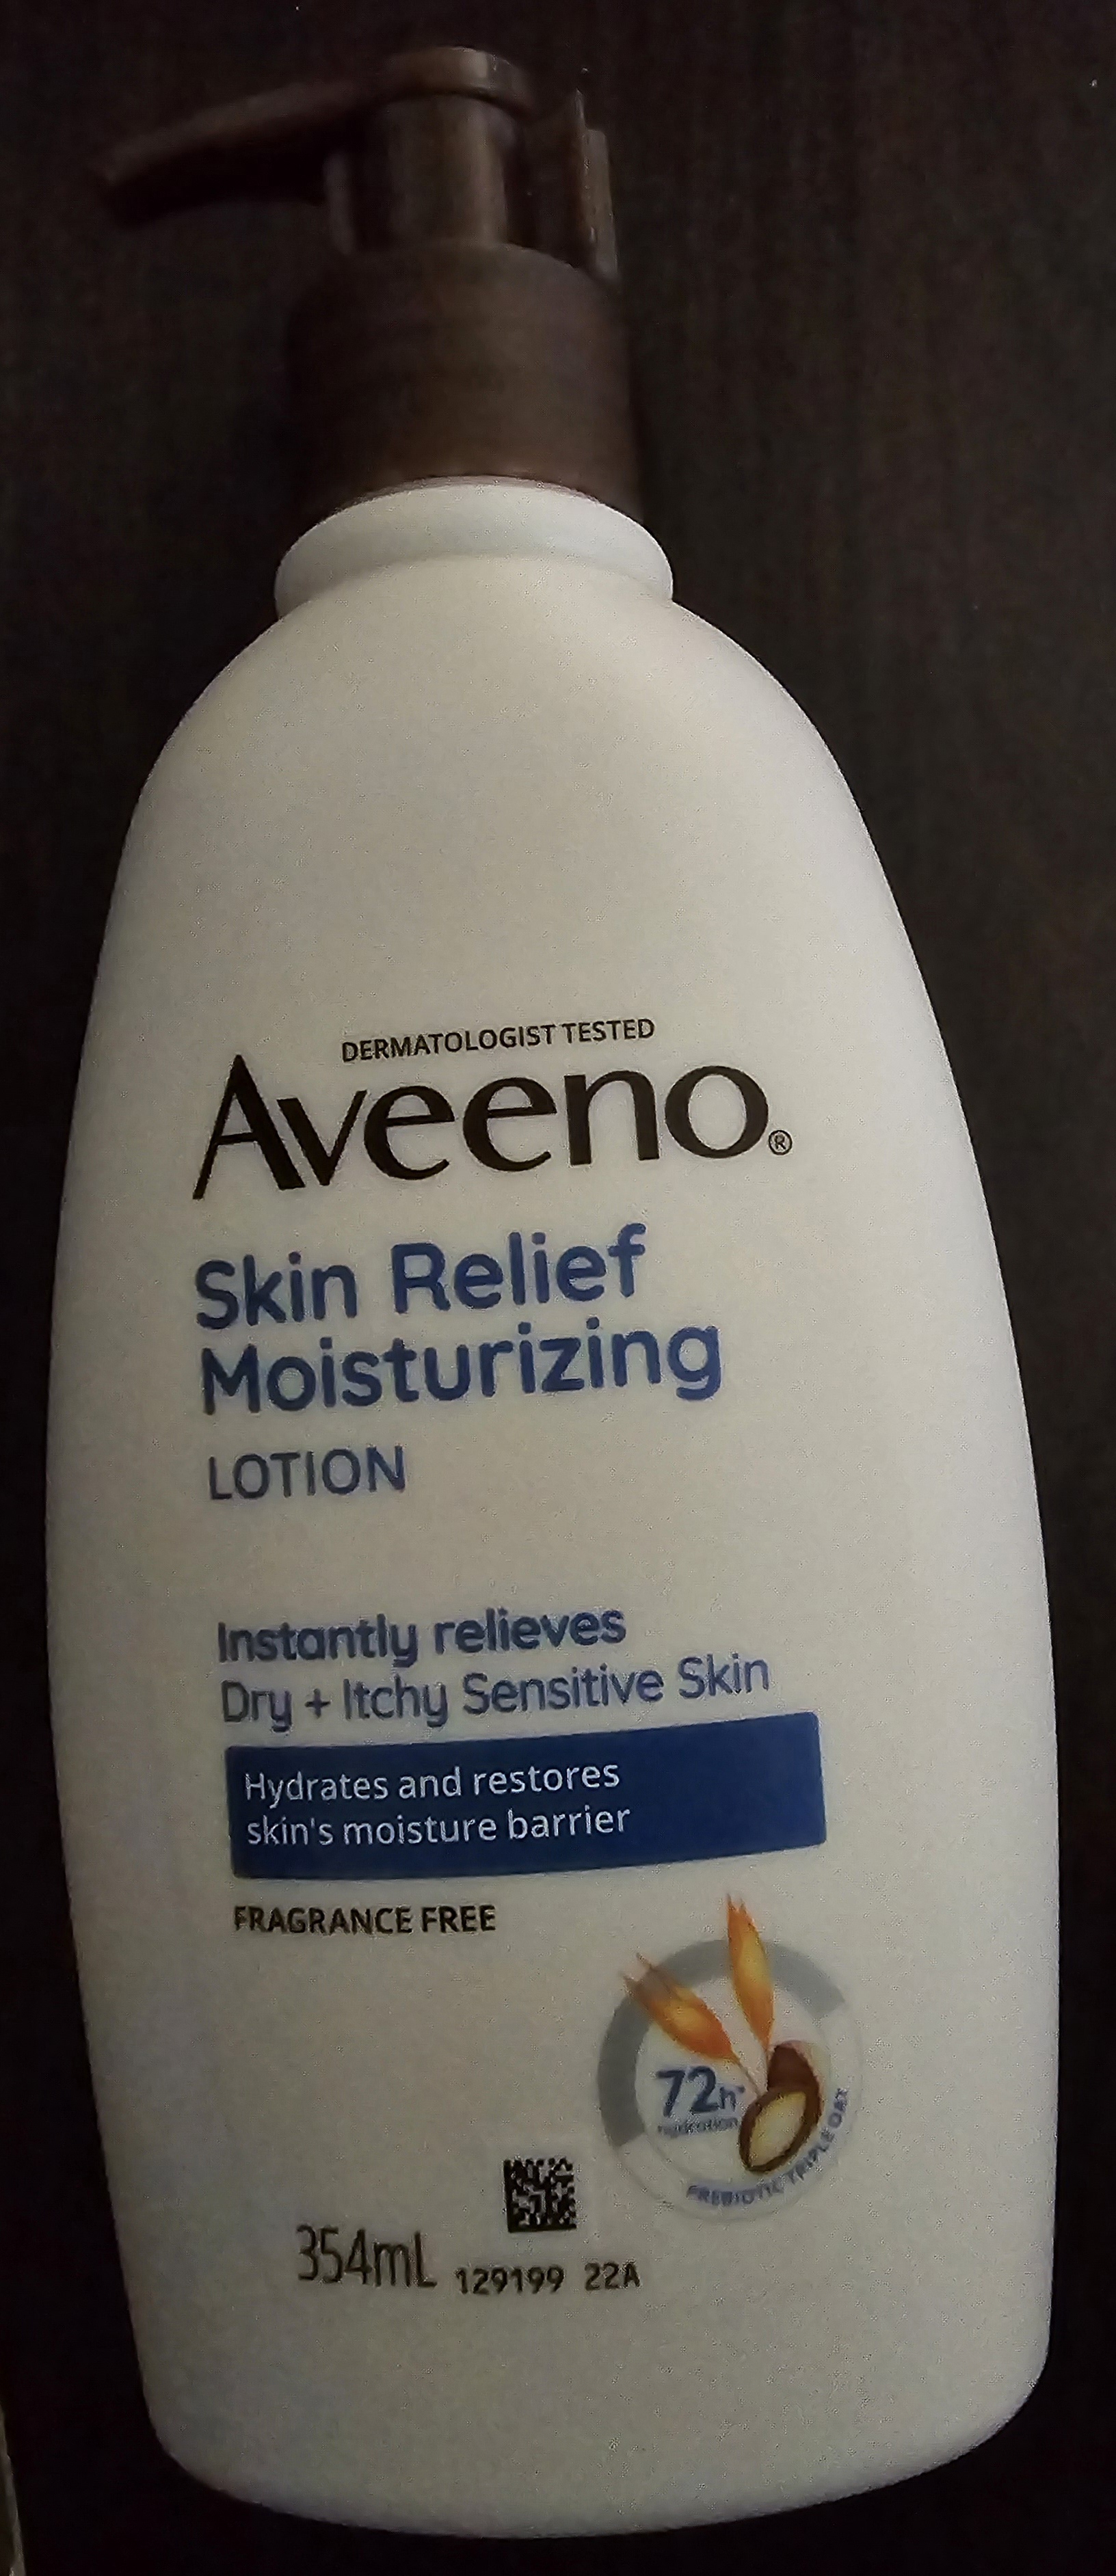 DERMATOLOGIST TESTED
Aveeno®
Skin Relief
Moisturizing
LOTION
Instantly relieves
Dry + Itchy Sensitive Skin
Hydrates and restores
skin's moisture barrier
FRAGRANCE FREE
72h*
hydration
PREBIOTIC TRIPLE OAT
354mL
129199 22A